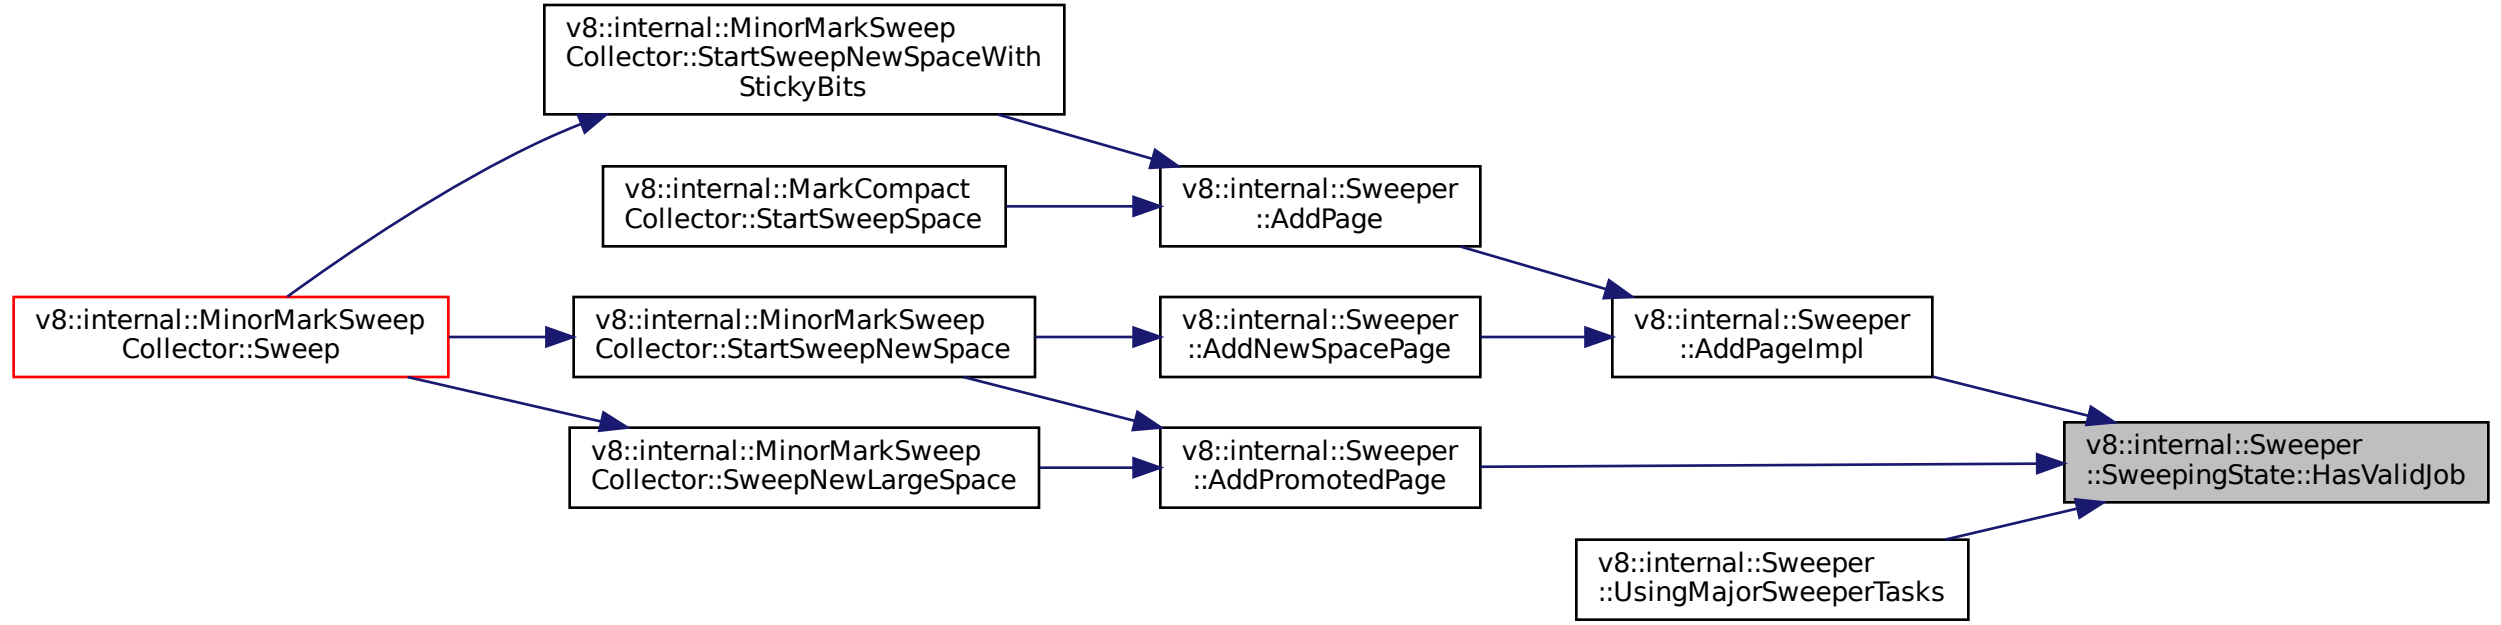 v8::internal::MinorMarkSweep
Collector::StartSweepNewSpaceWith
StickyBits
v8::internal::MarkCompact
Collector::StartSweepSpace
v8::internal::Sweeper
::AddPage
v8::internal::MinorMarkSweep
Collector::Sweep
v8::internal::MinorMarkSweep
Collector::StartSweepNewSpace
v8::internal::Sweeper
::AddNewSpacePage
v8::internal::Sweeper
::AddPageImpl
v8::internal::MinorMarkSweep
Collector::SweepNewLargeSpace
v8::internal::Sweeper
::AddPromotedPage
v8::internal::Sweeper
::SweepingState::HasValidJob
v8::internal::Sweeper
::UsingMajorSweeperTasks